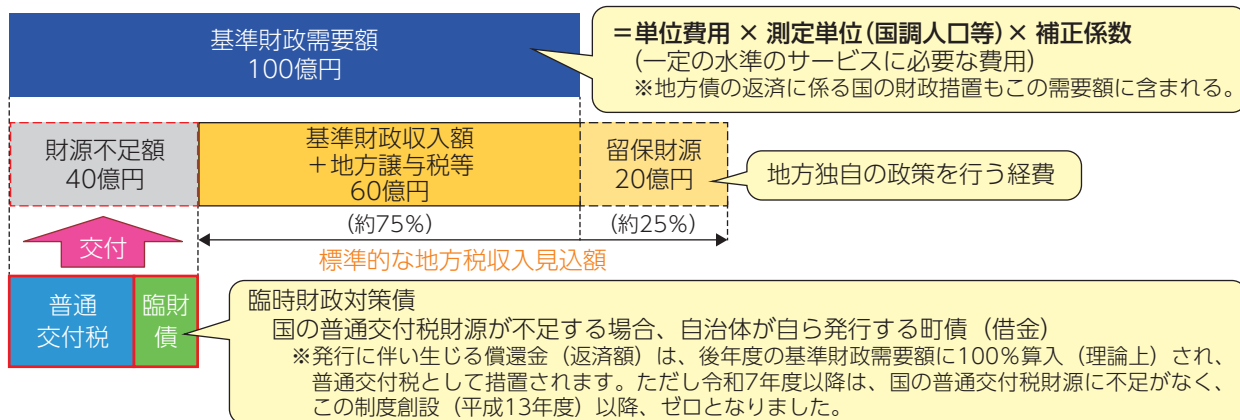 基準財政需要額
100億円
=単位費用 × 測定単位(国調人口等)× 補正係数
(一定の水準のサービスに必要な費用)
※地方債の返済に係る国の財政措置もこの需要額に含まれる。
財源不足額
40億円
基準財政収入額
+地方譲与税等
60億円
留保財源
20億円
地方独自の政策を行う経費
交付
(約75%)
(約25%)
標準的な地方税収入見込額
普通
交付税
臨財
債
臨時財政対策債
国の普通交付税財源が不足する場合、自治体が自ら発行する町債(借金)
※発行に伴い生じる償還金(返済額)は、後年度の基準財政需要額に100%算入(理論上)され、
普通交付税として措置されます。ただし令和7年度以降は、国の普通交付税財源に不足がなく、
この制度創設(平成13年度)以降、ゼロとなりました。